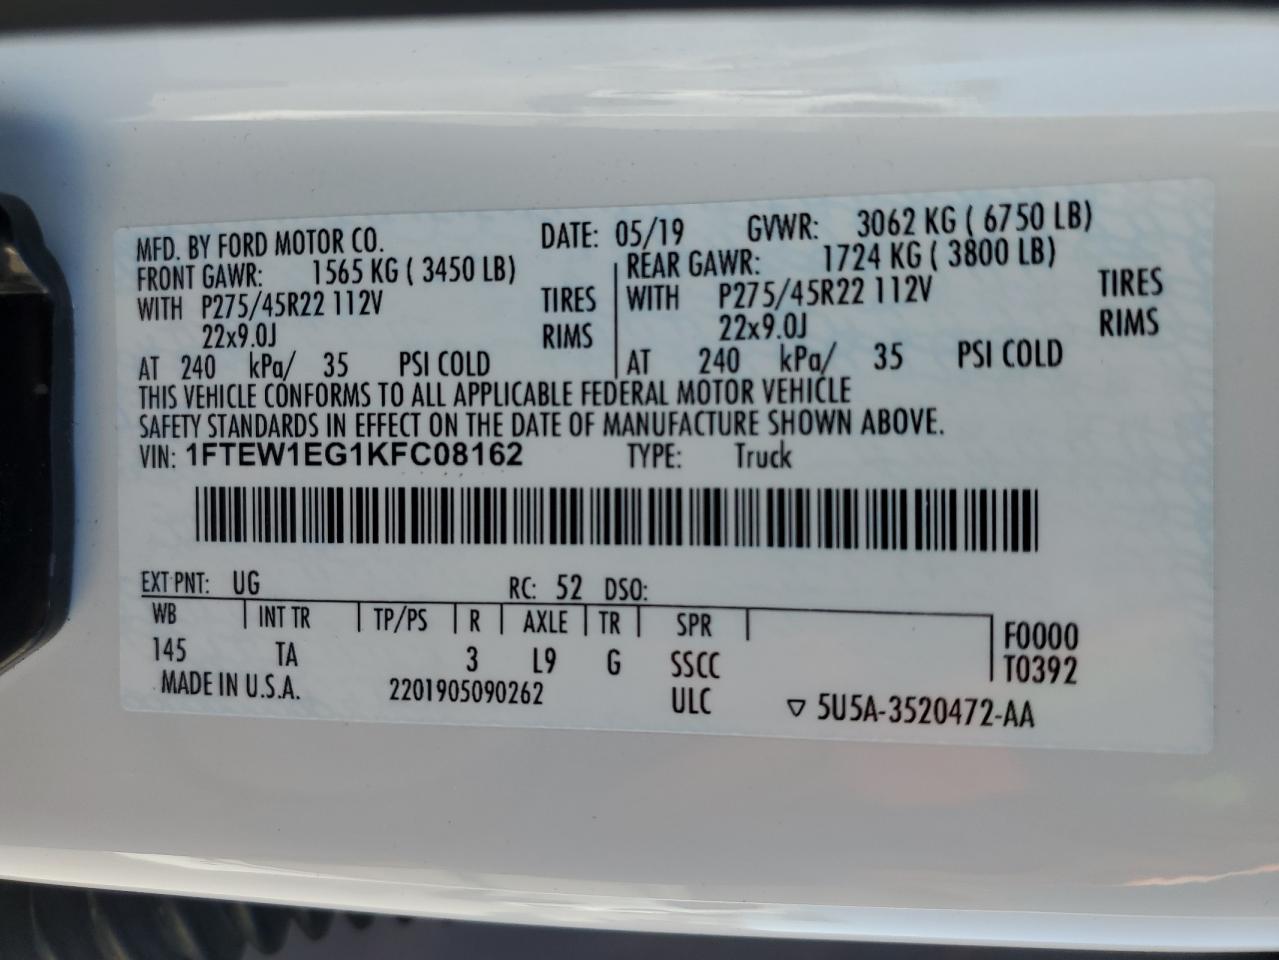 MFD. BY FORD MOTOR CO. DATE: 05/19 GVWR: 3062 KG ( 6750 LB)
FRONT GAWR: 1565 KG ( 3450 LB) REAR GAWR: 1724 KG ( 3800 LB)
WITH P275/45R22 112V TIRES WITH P275/45R22 112V TIRES
22x9.0J RIMS 22x9.0J RIMS
AT 240 kPa/ 35 PSI COLD AT 240 kPa/ 35 PSI COLD
THIS VEHICLE CONFORMS TO ALL APPLICABLE FEDERAL MOTOR VEHICLE
SAFETY STANDARDS IN EFFECT ON THE DATE OF MANUFACTURE SHOWN ABOVE.
VIN: 1FTEW1EG1KFC08162 TYPE: Truck
EXT PNT: UG RC: 52 DSO:
WB INT TR TP/PS R AXLE TR SPR F0000
145 TA 3 L9 G SSCC T0392
MADE IN U.S.A. 2201905090262 ULC ▽ 5U5A-3520472-AA